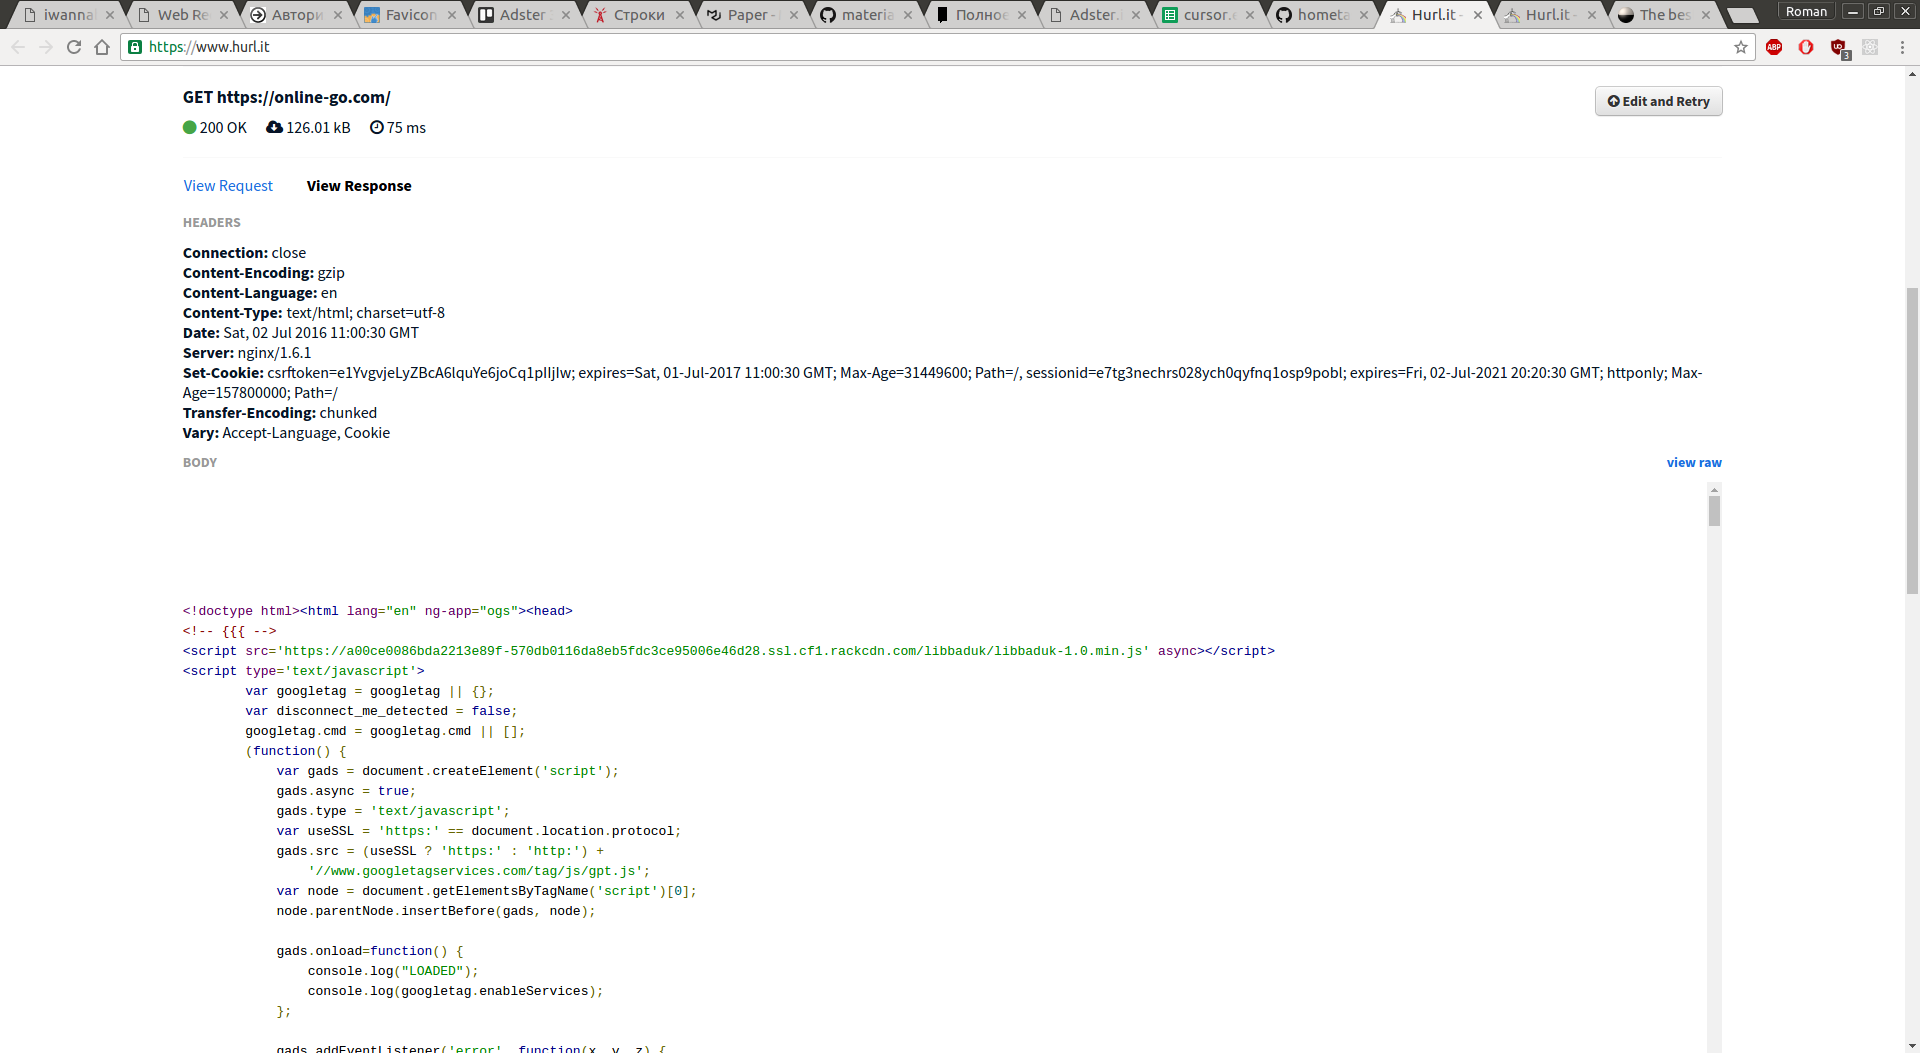 iwannal
Web Re
Автори
Favicon
Adster
Строки
Paper -
materia
Полное
Adster.
cursor.
hometa
Hurl.it -
Hurl.it -
The bes
Roman
https://www.hurl.it
ABP
3
GET https://online-go.com/
Edit and Retry
200 OK 126.01 kB 75 ms
View Request View Response
HEADERS
Connection: close
Content-Encoding: gzip
Content-Language: en
Content-Type: text/html; charset=utf-8
Date: Sat, 02 Jul 2016 11:00:30 GMT
Server: nginx/1.6.1
Set-Cookie: csrftoken=e1YvgvjeLyZBcA6lquYe6joCq1pIIjIw; expires=Sat, 01-Jul-2017 11:00:30 GMT; Max-Age=31449600; Path=/, sessionid=e7tg3nechrs028ych0qyfnq1osp9pobl; expires=Fri, 02-Jul-2021 20:20:30 GMT; httponly; Max-
Age=157800000; Path=/
Transfer-Encoding: chunked
Vary: Accept-Language, Cookie
BODY
view raw
<!doctype html><html lang="en" ng-app="ogs"><head>
<!-- {{{ -->
<script src='https://a00ce0086bda2213e89f-570db0116da8eb5fdc3ce95006e46d28.ssl.cf1.rackcdn.com/libbaduk/libbaduk-1.0.min.js' async></script>
<script type='text/javascript'>
var googletag = googletag || {};
var disconnect_me_detected = false;
googletag.cmd = googletag.cmd || [];
(function() {
var gads = document.createElement('script');
gads.async = true;
gads.type = 'text/javascript';
var useSSL = 'https:' == document.location.protocol;
gads.src = (useSSL ? 'https:' : 'http:') +
'//www.googletagservices.com/tag/js/gpt.js';
var node = document.getElementsByTagName('script')[0];
node.parentNode.insertBefore(gads, node);
gads.onload=function() {
console.log("LOADED");
console.log(googletag.enableServices);
};
gads.addEventListener('error', function(x, y, z) {